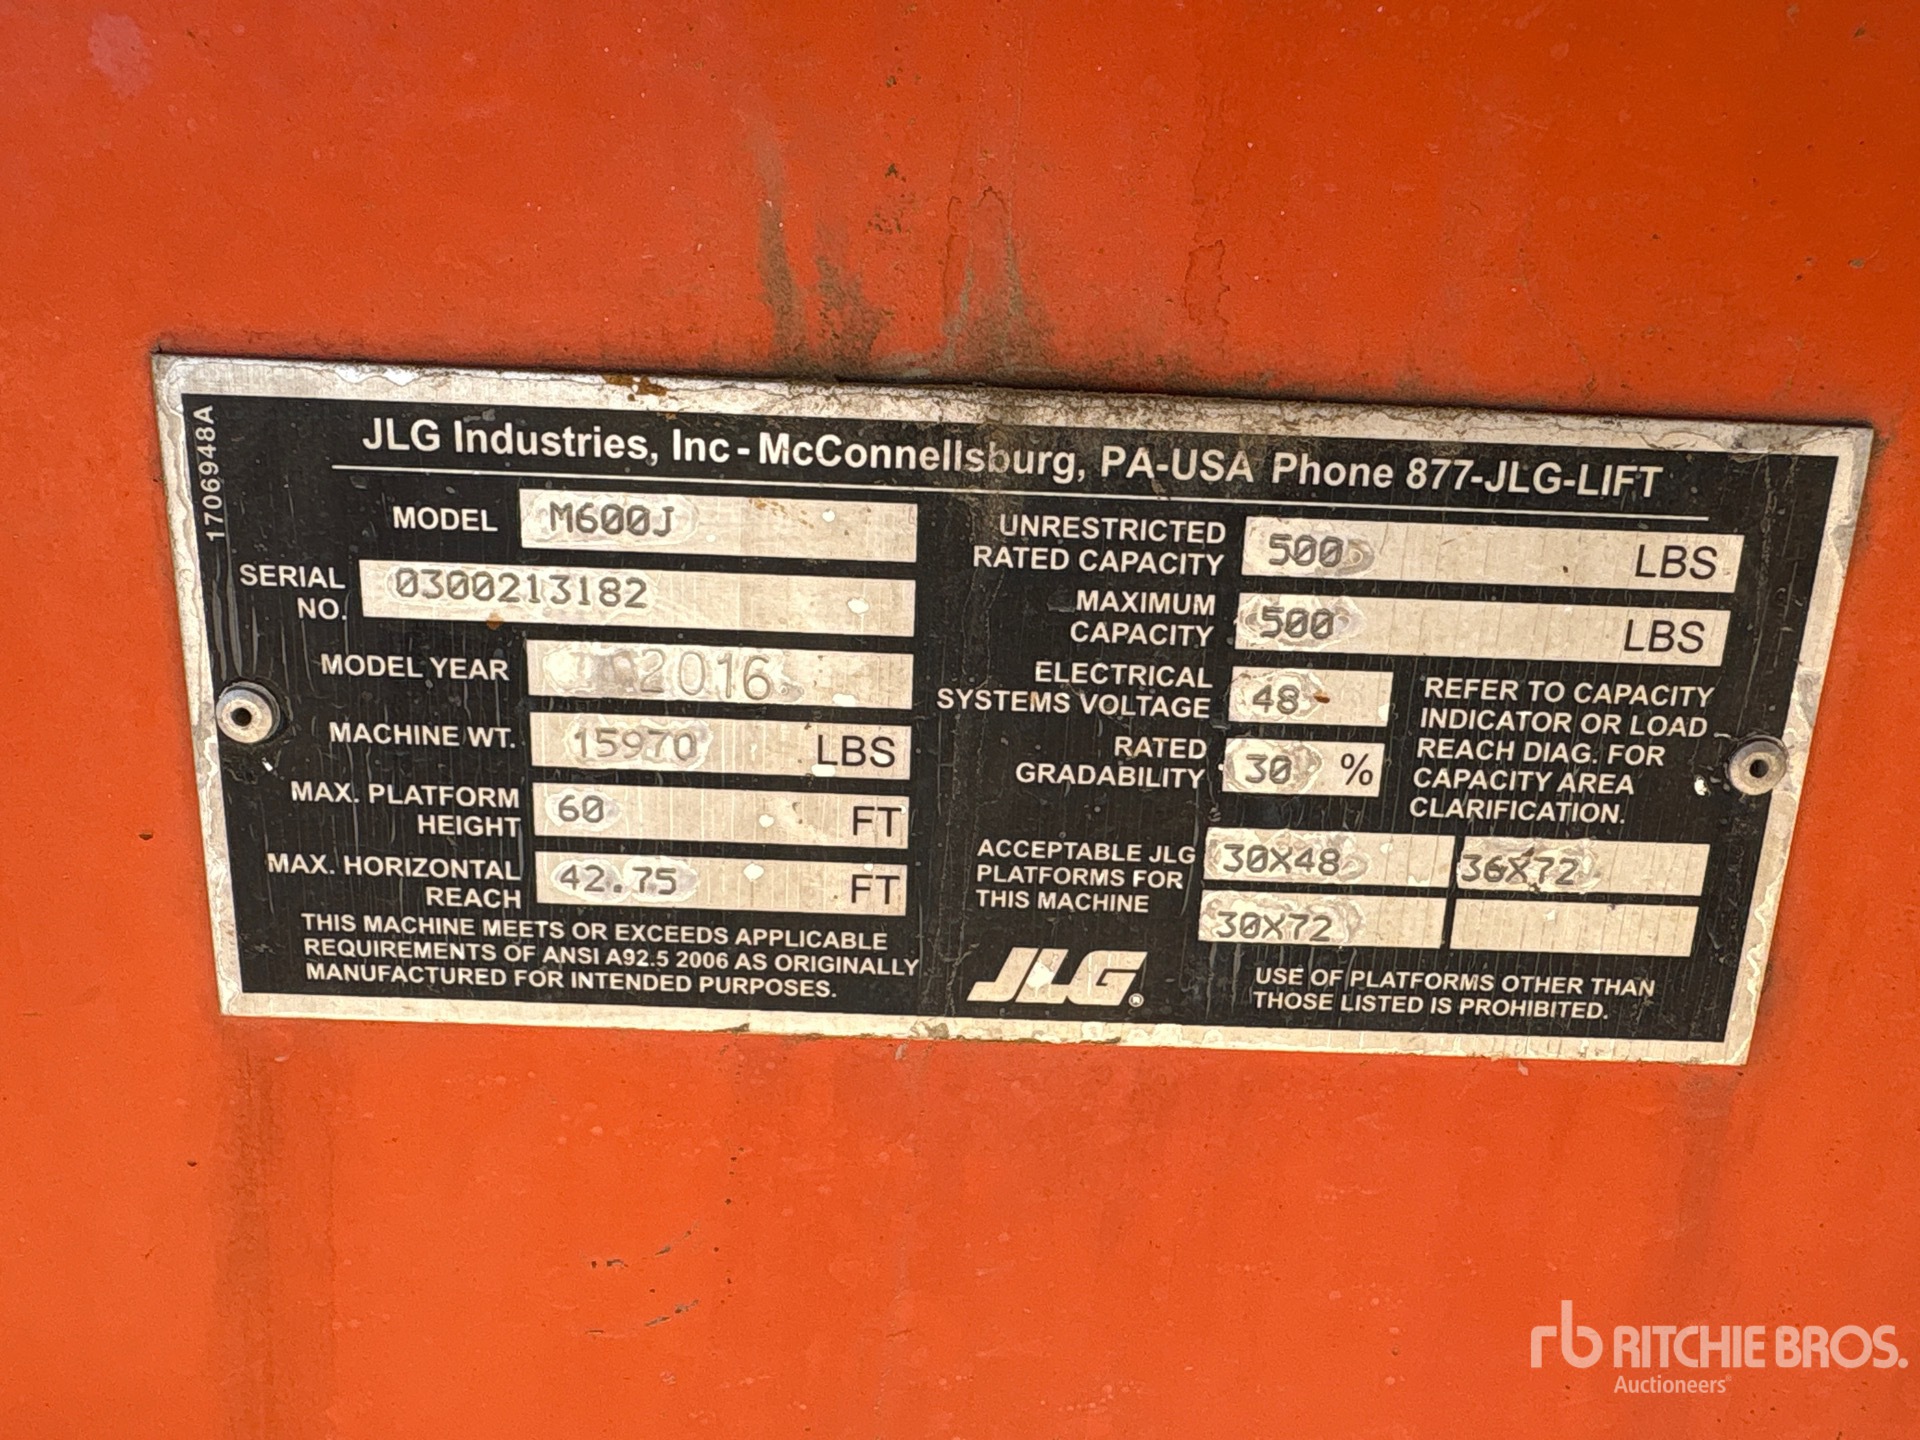 1706948A
JLG Industries, Inc - McConnellsburg, PA-USA Phone 877-JLG-LIFT
MODEL M600J
SERIAL NO. 0300213182
MODEL YEAR 2016
MACHINE WT. 15970 LBS
MAX. PLATFORM HEIGHT 60 FT
MAX. HORIZONTAL REACH 42.75 FT
THIS MACHINE MEETS OR EXCEEDS APPLICABLE
REQUIREMENTS OF ANSI A92.5 2006 AS ORIGINALLY
MANUFACTURED FOR INTENDED PURPOSES.
UNRESTRICTED RATED CAPACITY 500 LBS
MAXIMUM CAPACITY 500 LBS
ELECTRICAL SYSTEMS VOLTAGE 48
RATED GRADABILITY 30 %
REFER TO CAPACITY
INDICATOR OR LOAD
REACH DIAG. FOR
CAPACITY AREA
CLARIFICATION.
ACCEPTABLE JLG
PLATFORMS FOR
THIS MACHINE
30X48 36X72
30X72
JLG®
USE OF PLATFORMS OTHER THAN
THOSE LISTED IS PROHIBITED.
rb RITCHIE BROS.
Auctioneers